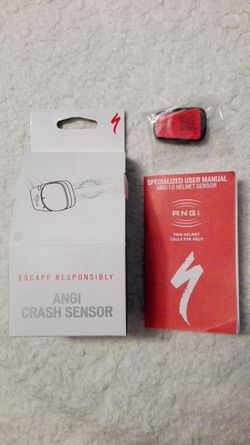 ESCAPE RESPONSIBLY
ANGI
CRASH SENSOR
SPECIALIZED USER MANUAL
ANGI 1.0 HELMET SENSOR
ANGi
YOUR HELMET
CALLS FOR HELP